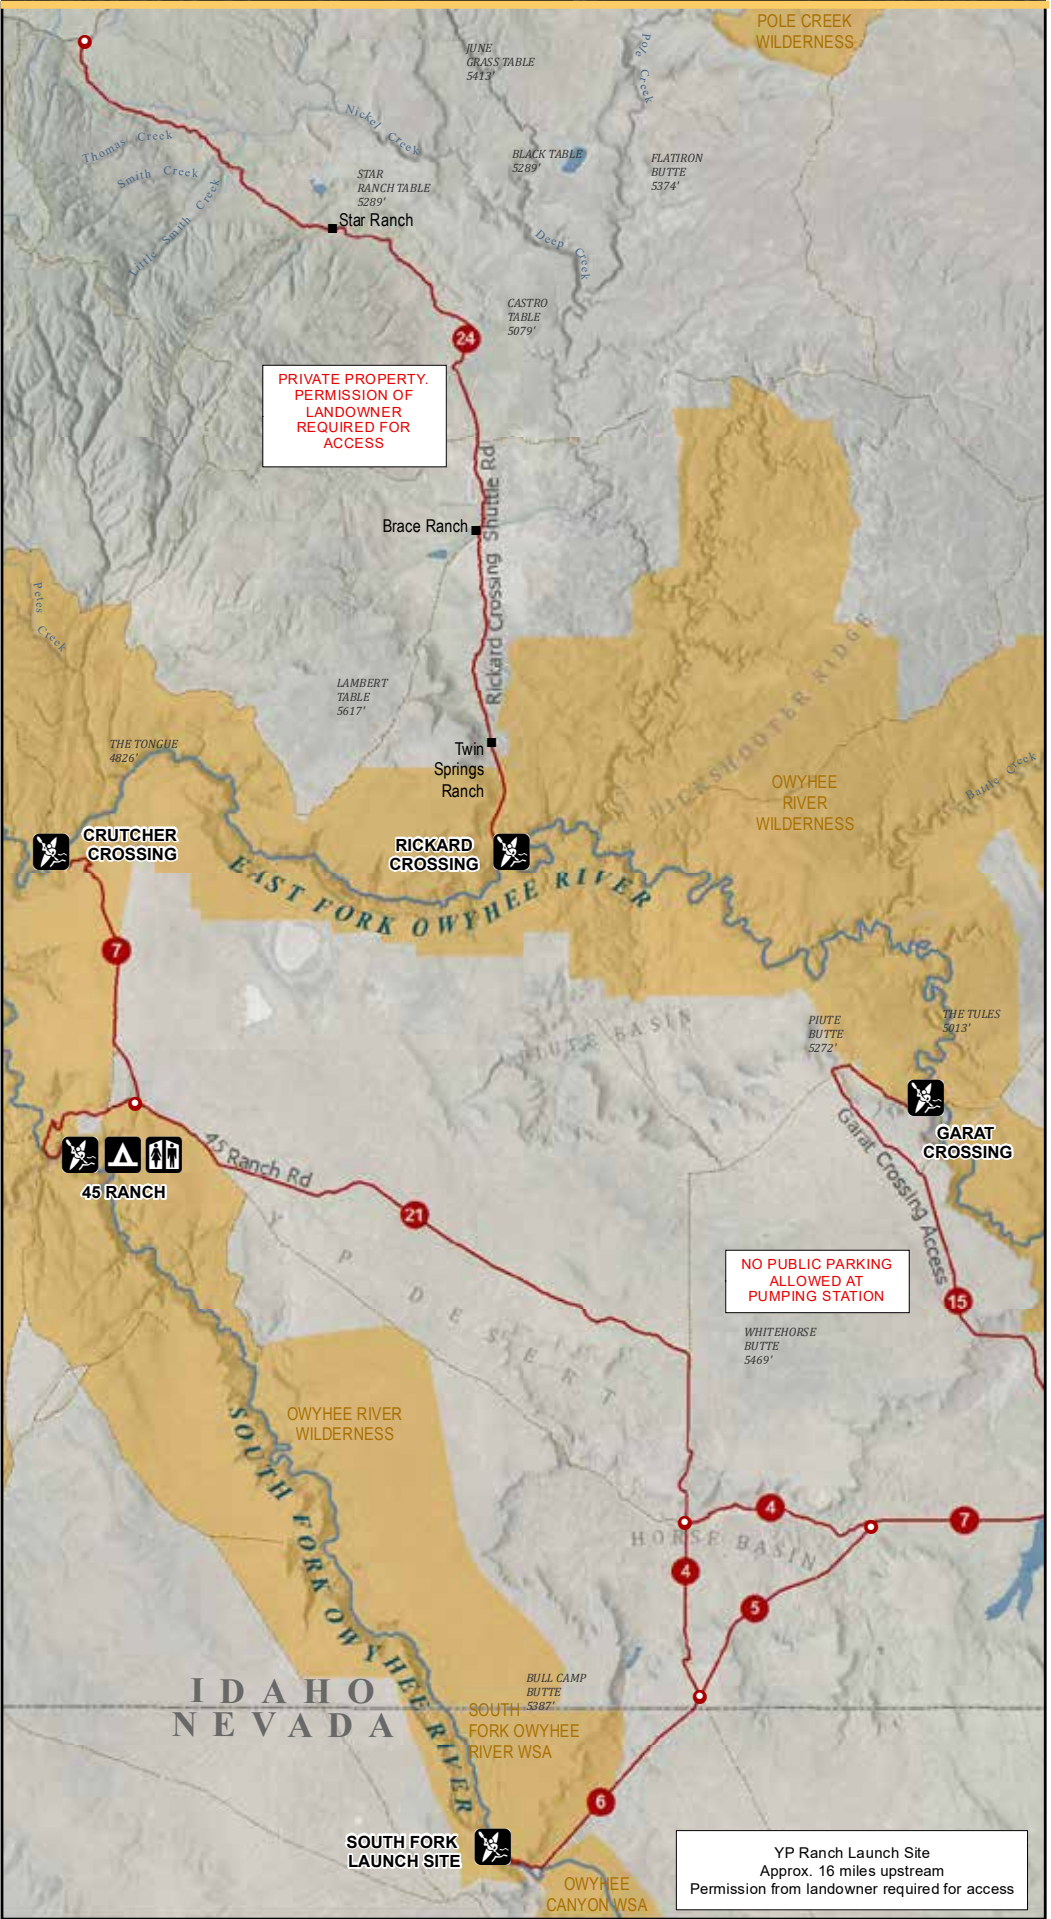 POLE CREEK
WILDERNESS
JUNE
GRASS TABLE
5413'
Pole Creek
Nickel Creek
Thomas Creek
Smith Creek
Little Smith Creek
BLACK TABLE
5289'
FLATIRON
BUTTE
5374'
STAR
RANCH TABLE
5289'
Star Ranch
Deep Creek
CASTRO
TABLE
5079'
24
PRIVATE PROPERTY.
PERMISSION OF
LANDOWNER
REQUIRED FOR
ACCESS
Rickard Crossing Shuttle Rd
Brace Ranch
Petes Creek
LAMBERT
TABLE
5617'
THE TONGUE
4826'
Twin
Springs
Ranch
OWYHEE
RIVER
WILDERNESS
Battle Creek
CRUTCHER
CROSSING
RICKARD
CROSSING
EAST FORK OWYHEE RIVER
7
PIUTE BASIN
PIUTE
BUTTE
5272'
THE TULES
5013'
GARAT
CROSSING
Garat Crossing Access
45 RANCH
45 Ranch Rd
21
Y P DESERT
NO PUBLIC PARKING
ALLOWED AT
PUMPING STATION
15
WHITEHORSE
BUTTE
5469'
OWYHEE RIVER
WILDERNESS
SOUTH FORK OWYHEE RIVER
4
7
HORSE BASIN
4
5
BULL CAMP
BUTTE
5387'
IDAHO
NEVADA
SOUTH
FORK OWYHEE
RIVER WSA
6
SOUTH FORK
LAUNCH SITE
OWYHEE
CANYON WSA
YP Ranch Launch Site
Approx. 16 miles upstream
Permission from landowner required for access